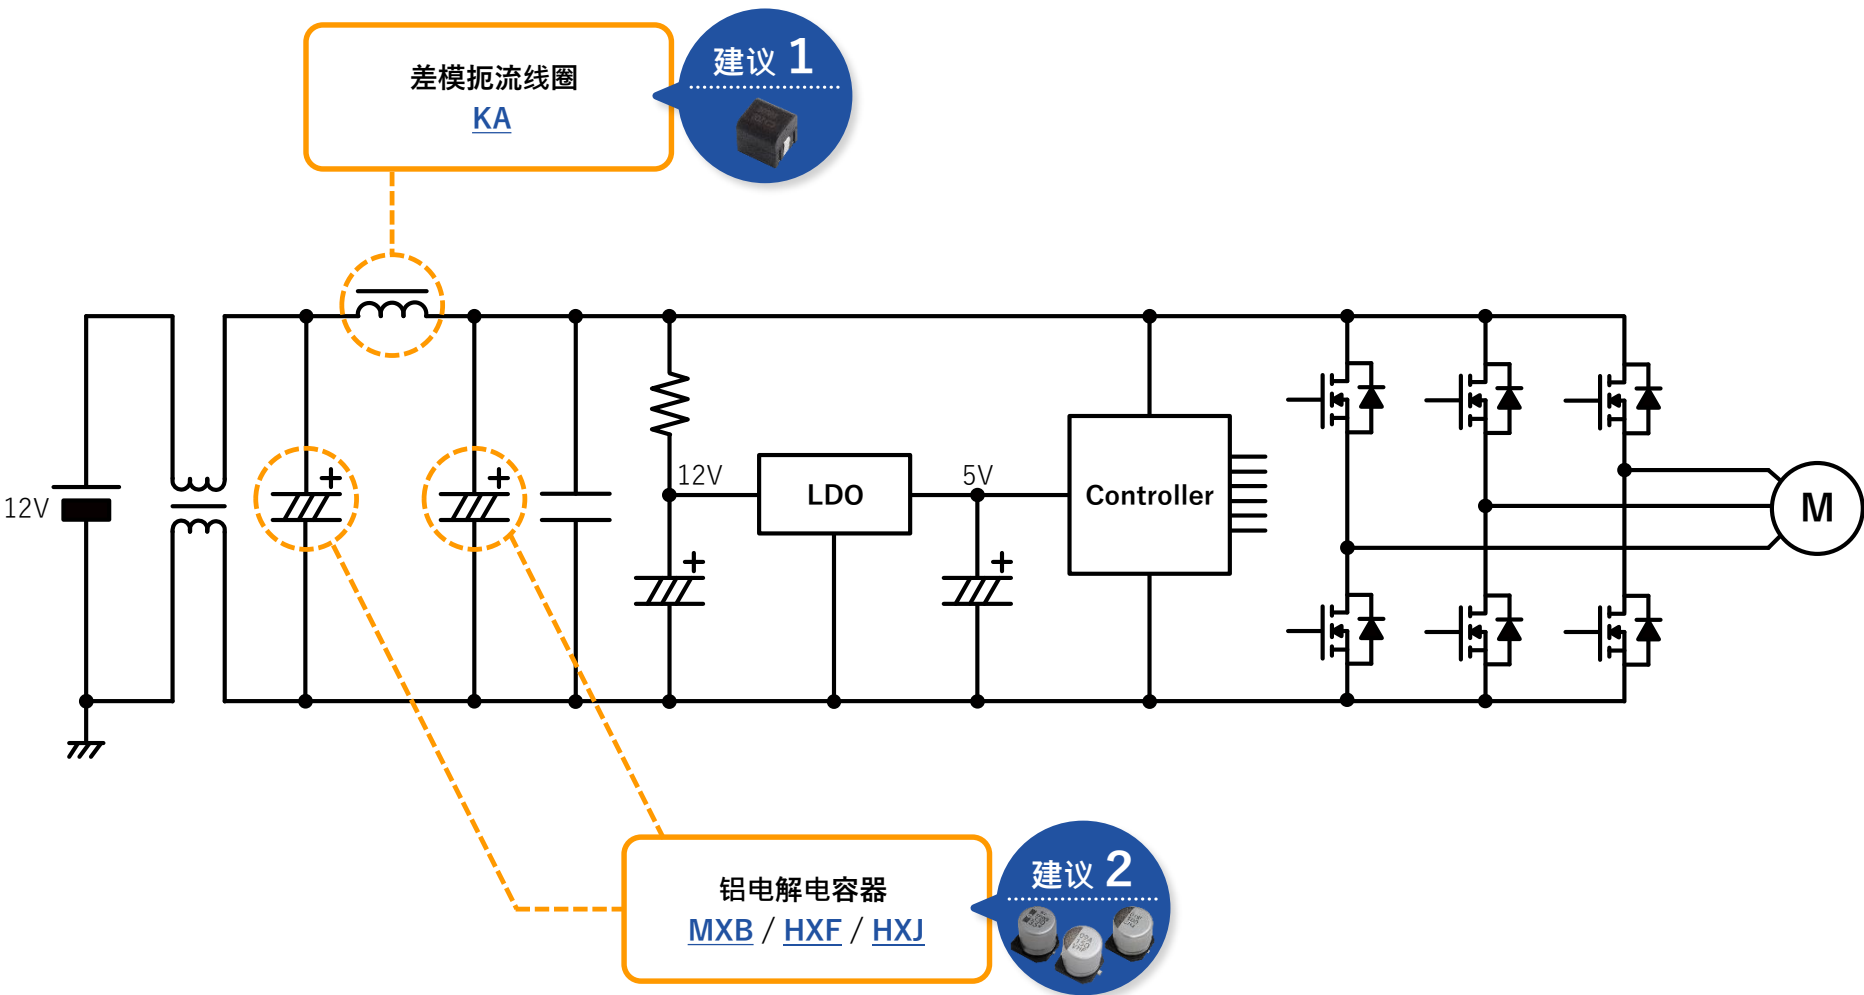 差模扼流线圈
KA
建议 1
12V
+
+
12V
LDO
5V
Controller
M
+
+
铝电解电容器
MXB / HXF / HXJ
建议 2